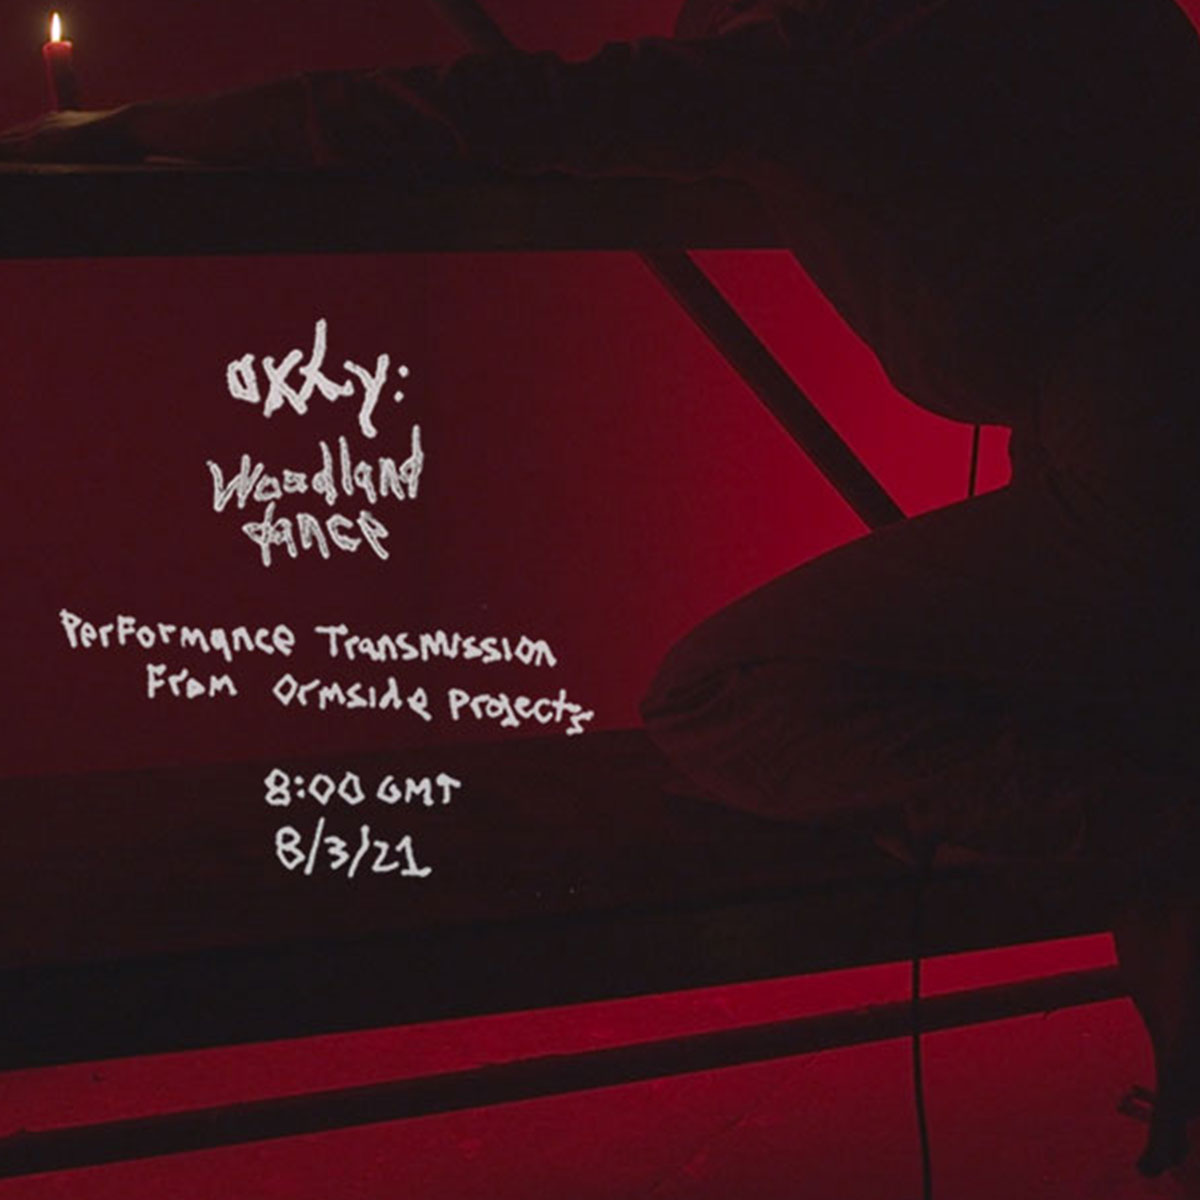 oxhy:
Woodland
dance
Performance Transmission
From Ormside Projects
8:00 GMT
8/3/21